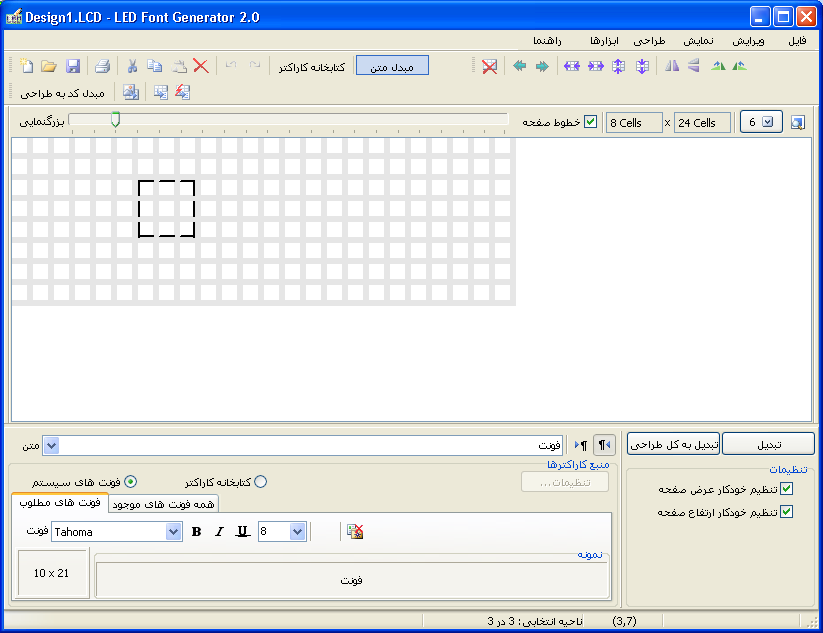 Design1.LCD - LED Font Generator 2.0
فایل ویرایش نمایش طراحی ابزارها راهنما
کتابخانه کاراکتر مبدل متن
مبدل کد به طراحی
بزرگنمایی خطوط صفحه 8 Cells x 24 Cells 6
متن فونت تبدیل به کل طراحی تبدیل
منبع کاراکترها
فونت های سیستم کتابخانه کاراکتر تنظیمات...
فونت های مطلوب همه فونت های موجود
فونت Tahoma B I U 8
نمونه
10 x 21 فونت
تنظیمات
تنظیم خودکار عرض صفحه
تنظیم خودکار ارتفاع صفحه
ناحیه انتخابی: 3 در 3 (3,7)